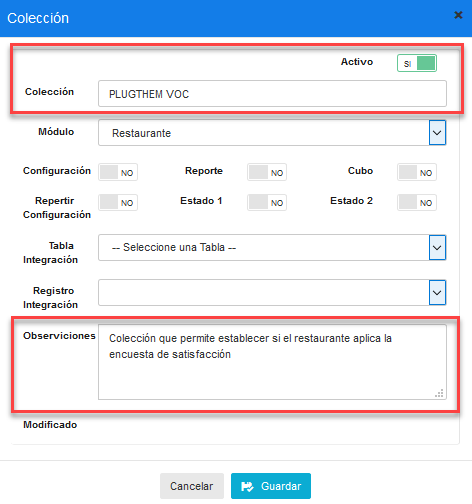 Colección
Activo SI
Colección PLUGTHEM VOC
Módulo Restaurante
Configuración NO Reporte NO Cubo NO
Repertir Configuración NO Estado 1 NO Estado 2 NO
Tabla Integración -- Seleccione una Tabla --
Registro Integración
Observiciones Colección que permite establecer si el restaurante aplica la
encuesta de satisfacción
Modificado
Cancelar Guardar